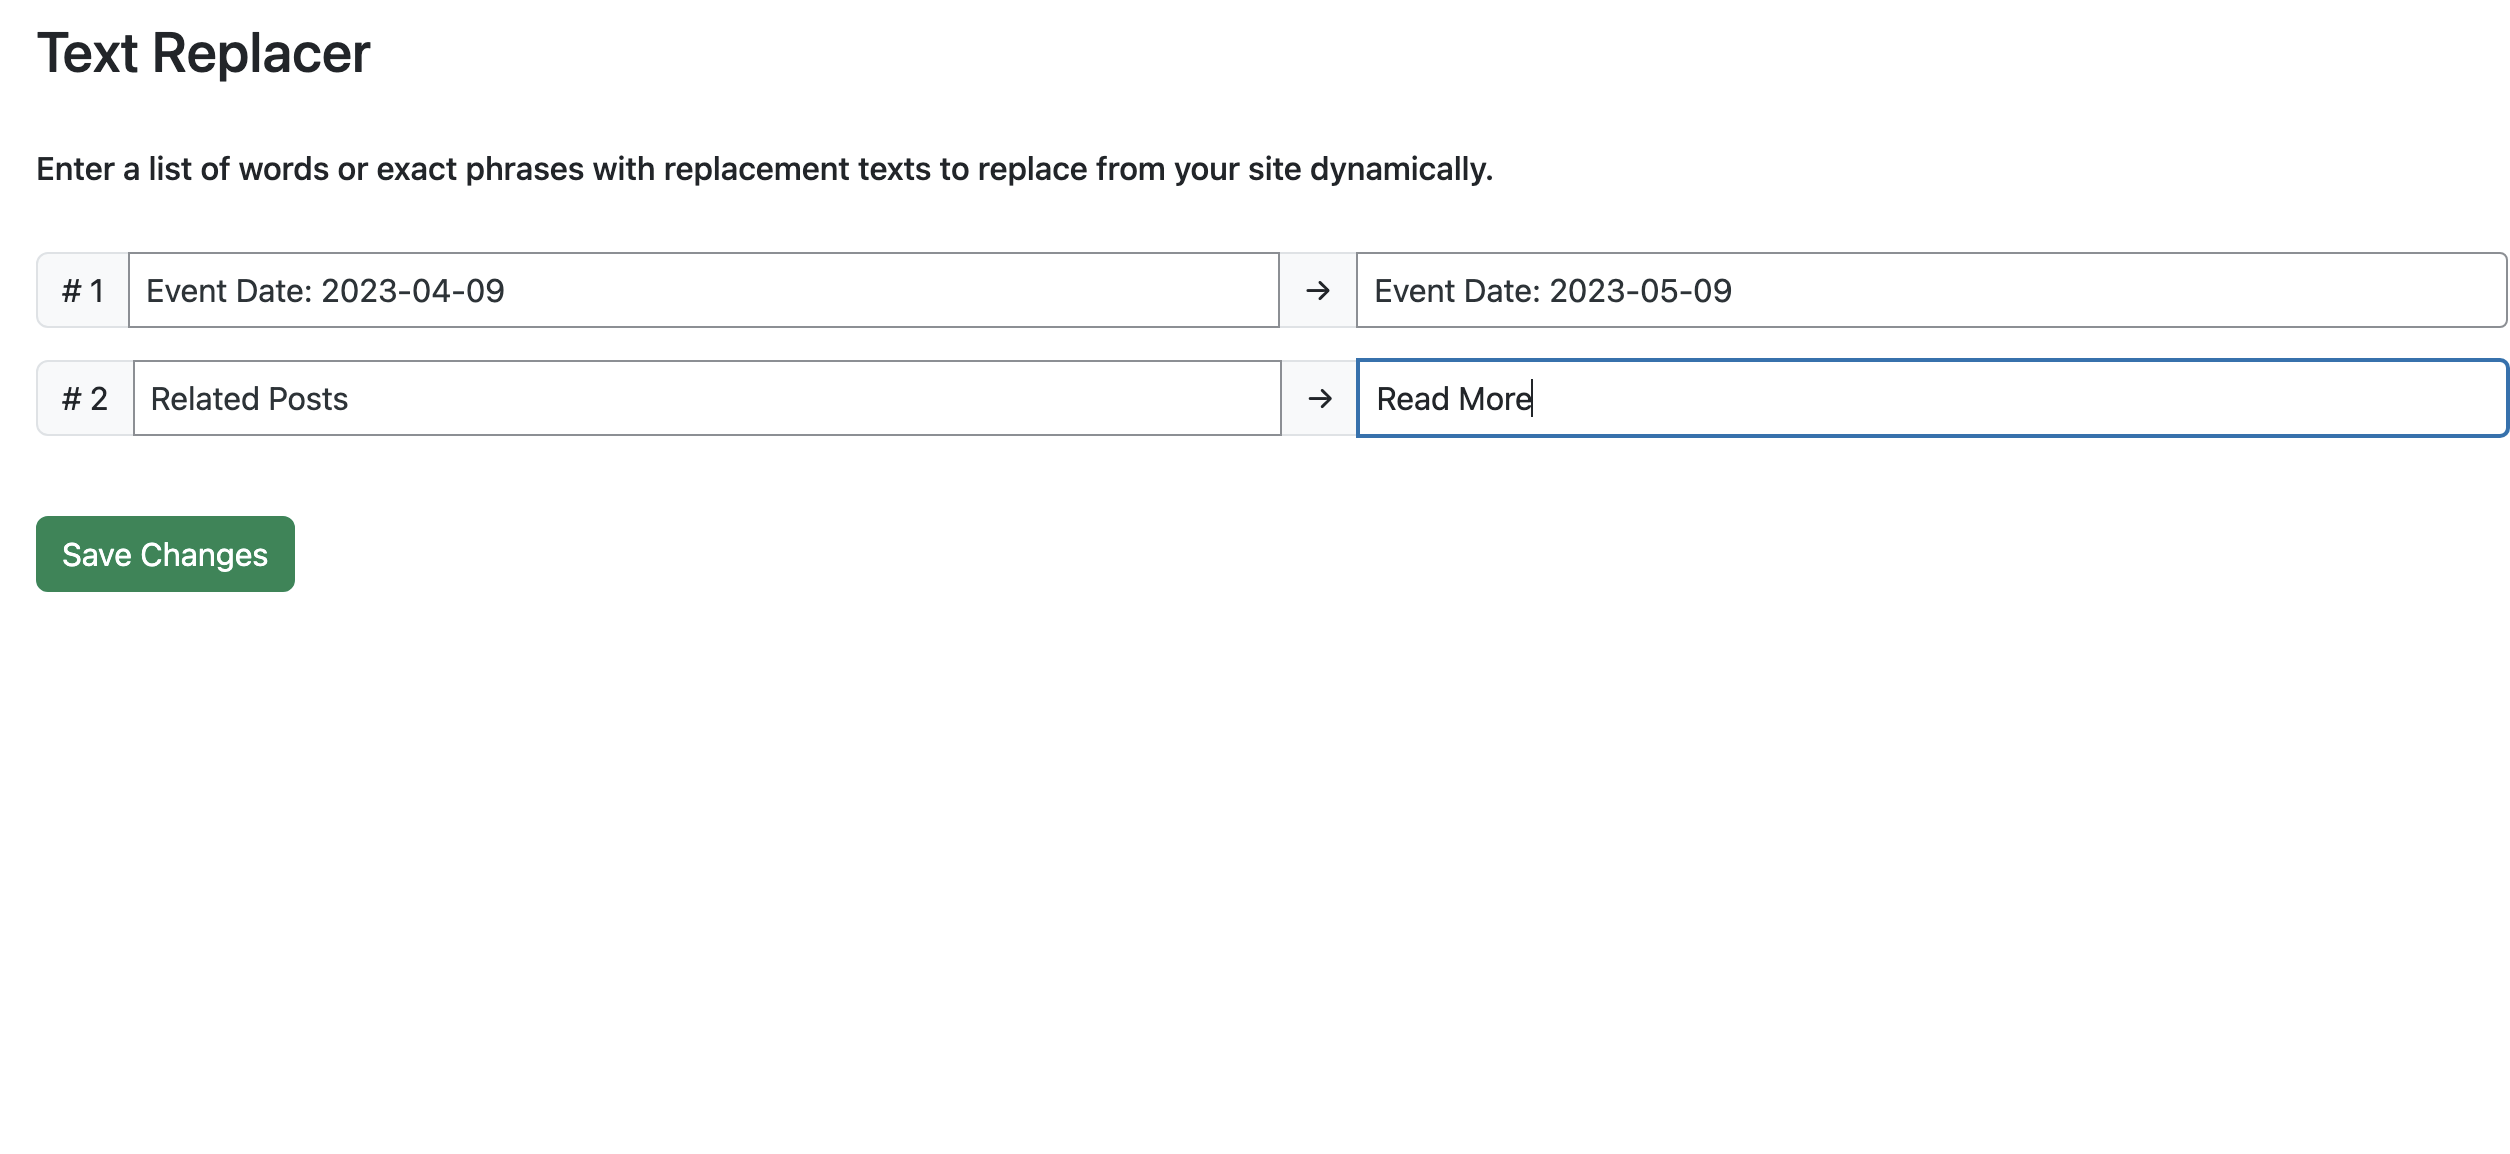 Text Replacer
Enter a list of words or exact phrases with replacement texts to replace from your site dynamically.
# 1 Event Date: 2023-04-09 → Event Date: 2023-05-09
# 2 Related Posts → Read More
Save Changes